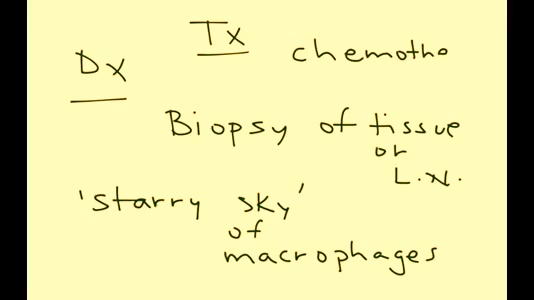 Tx
Dx
chemotho
Biopsy of tissue
or
L.N.
'starry sky'
of
macrophages